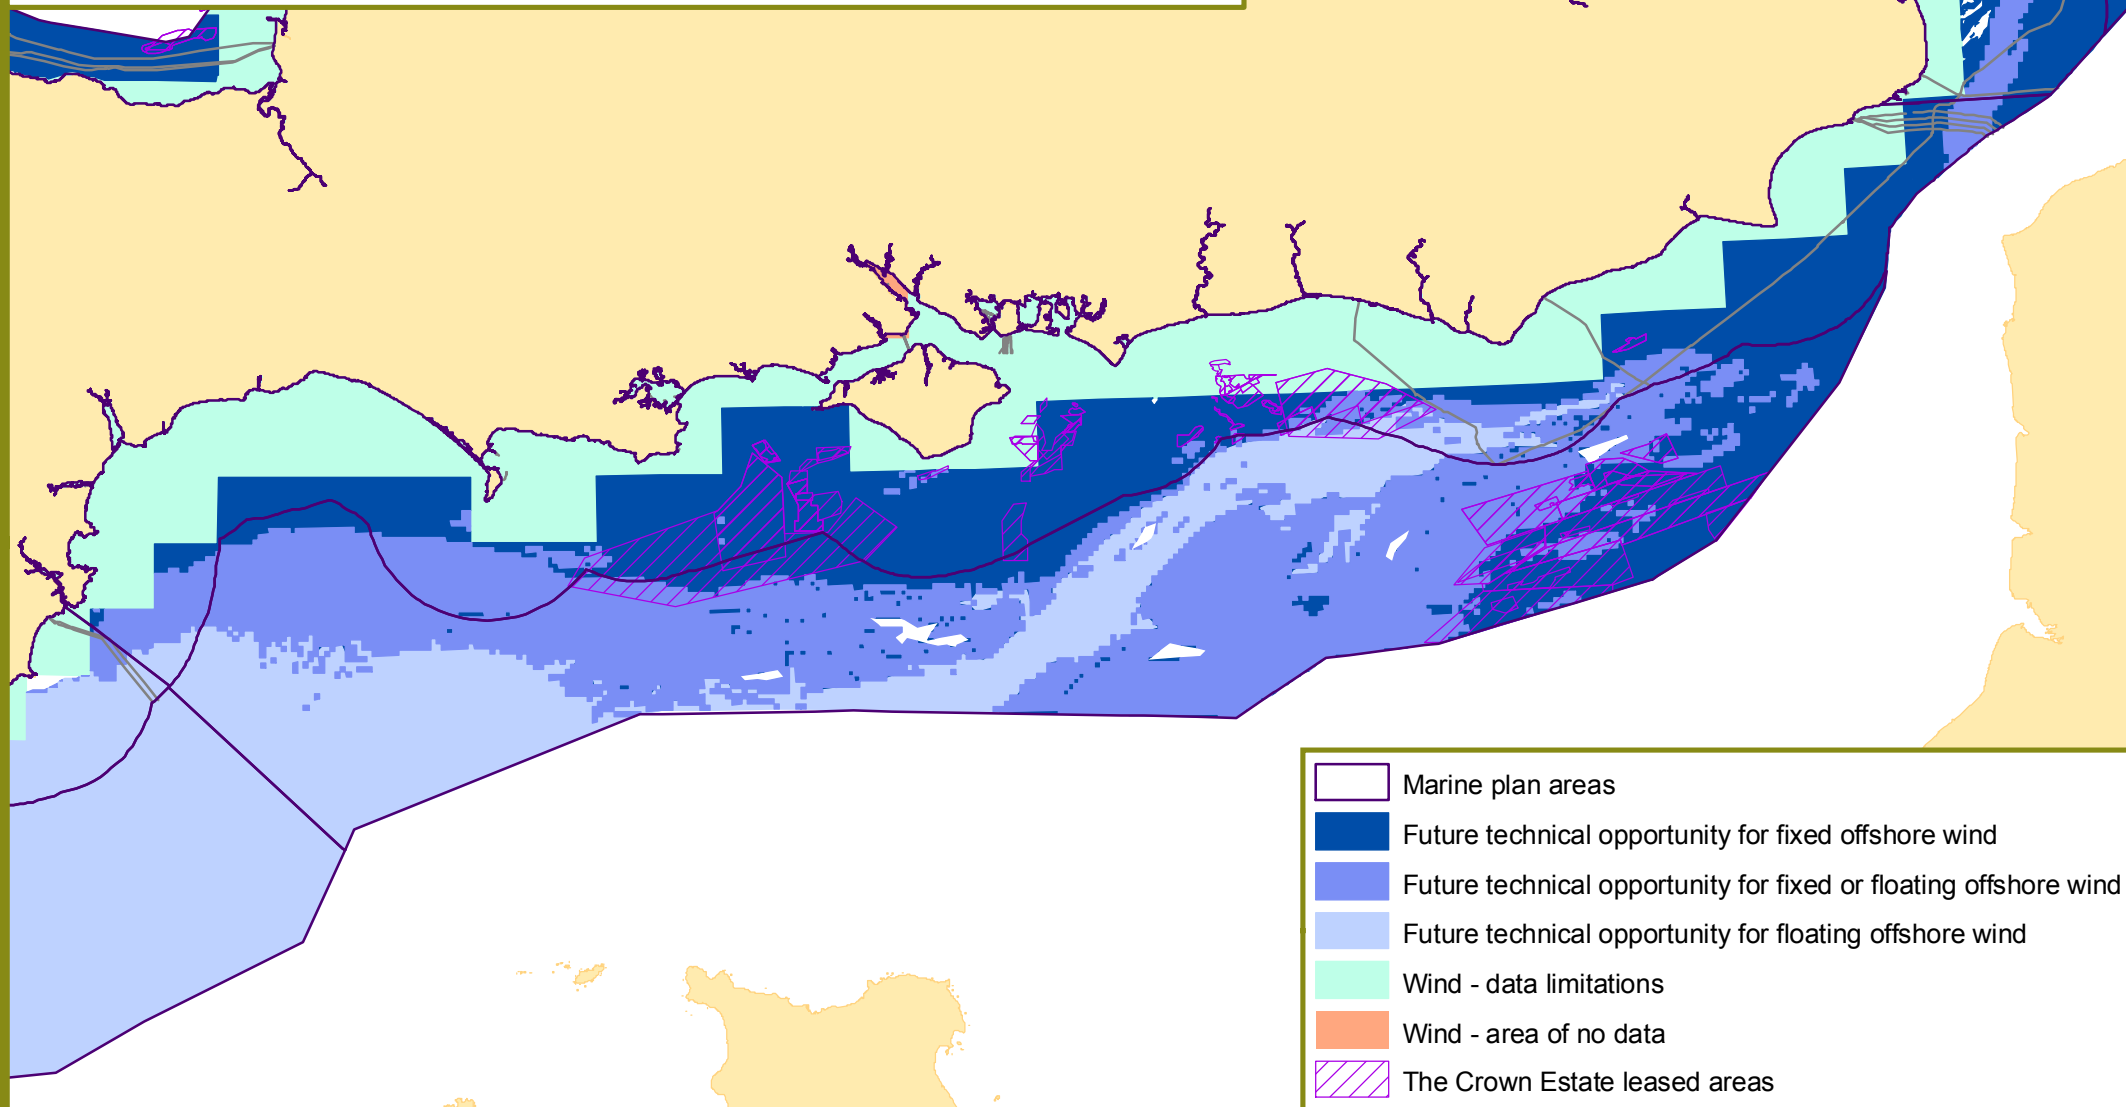 Marine plan areas
Future technical opportunity for fixed offshore wind
Future technical opportunity for fixed or floating offshore wind
Future technical opportunity for floating offshore wind
Wind - data limitations
Wind - area of no data
The Crown Estate leased areas